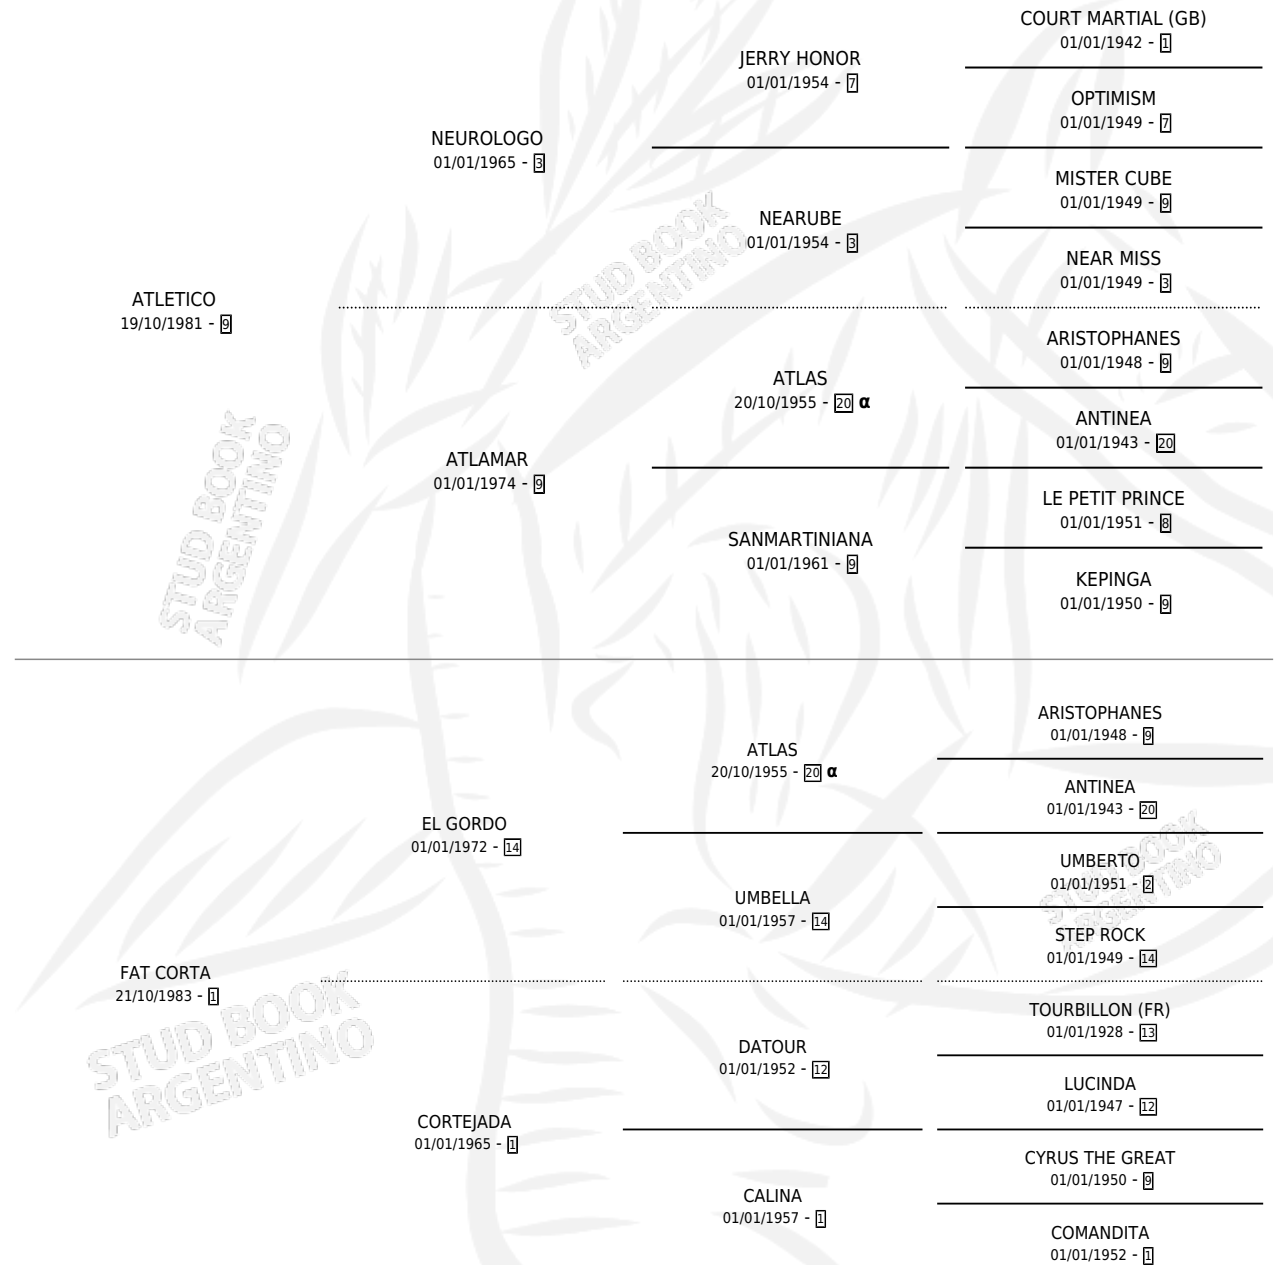 COURT MARTIAL (GB)
01/01/1942 - 1
JERRY HONOR
01/01/1954 - 7
OPTIMISM
01/01/1949 - 7
NEUROLOGO
01/01/1965 - 3
MISTER CUBE
01/01/1949 - 9
NEARUBE
01/01/1954 - 3
NEAR MISS
01/01/1949 - 3
ATLETICO
19/10/1981 - 9
ARISTOPHANES
01/01/1948 - 9
ATLAS
20/10/1955 - 20 α
ANTINEA
01/01/1943 - 20
ATLAMAR
01/01/1974 - 9
LE PETIT PRINCE
01/01/1951 - 8
SANMARTINIANA
01/01/1961 - 9
KEPINGA
01/01/1950 - 9
ARISTOPHANES
01/01/1948 - 9
ATLAS
20/10/1955 - 20 α
ANTINEA
01/01/1943 - 20
EL GORDO
01/01/1972 - 14
UMBERTO
01/01/1951 - 2
UMBELLA
01/01/1957 - 14
STEP ROCK
01/01/1949 - 14
FAT CORTA
21/10/1983 - 1
TOURBILLON (FR)
01/01/1928 - 13
DATOUR
01/01/1952 - 12
LUCINDA
01/01/1947 - 12
CORTEJADA
01/01/1965 - 1
CYRUS THE GREAT
01/01/1950 - 9
CALINA
01/01/1957 - 1
COMANDITA
01/01/1952 - 1
STUD BOOK
ARGENTINO
STUD BOOK
ARGENTINO
STUD BOOK
ARGENTINO
STUD BOOK
ARGENTINO